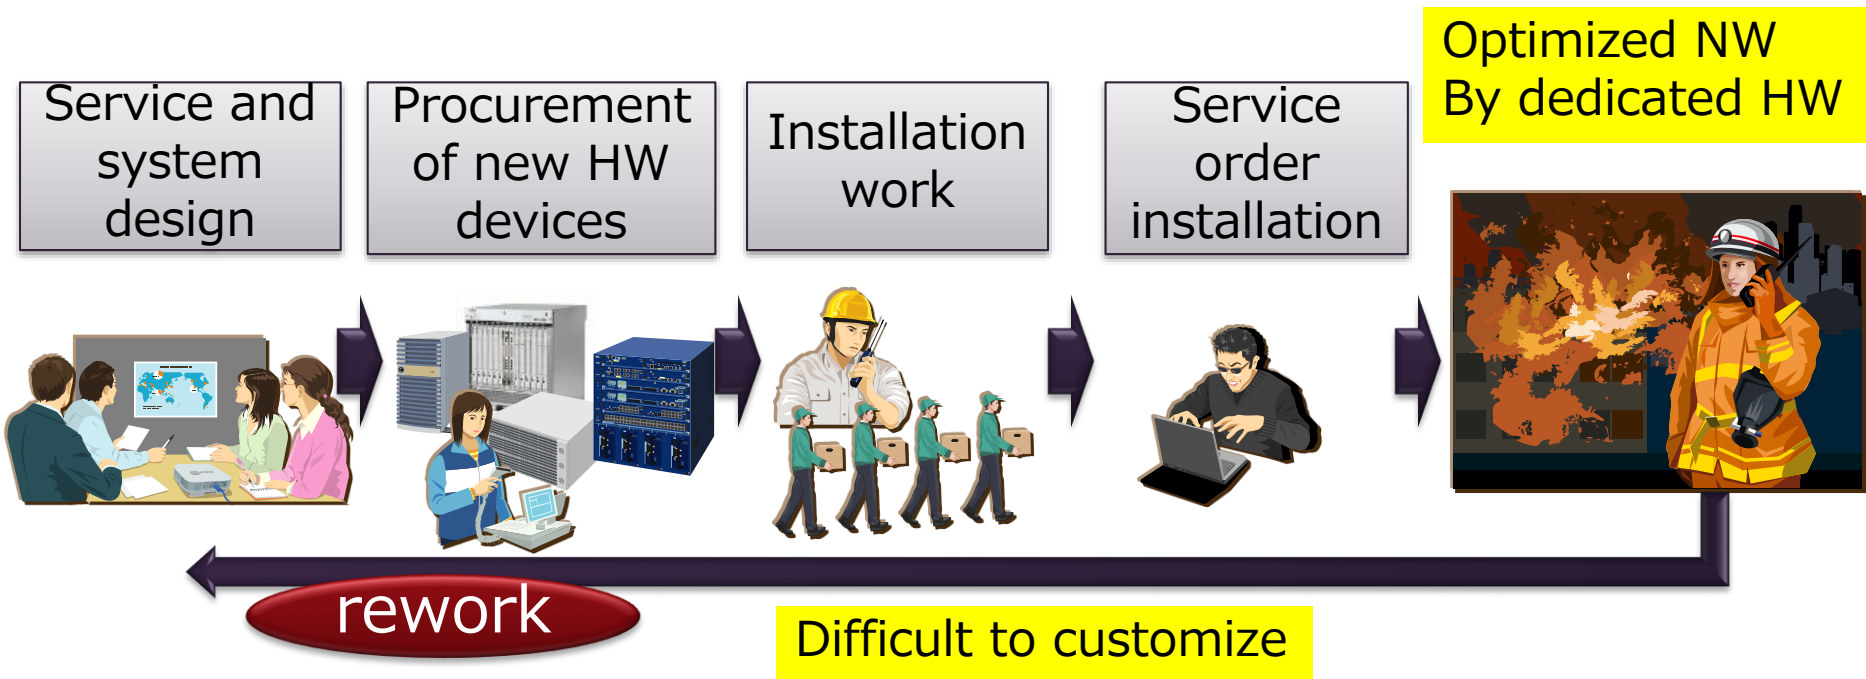 Service and
system
design
Procurement
of new HW
devices
Installation
work
Service
order
installation
Optimized NW
By dedicated HW
rework
Difficult to customize